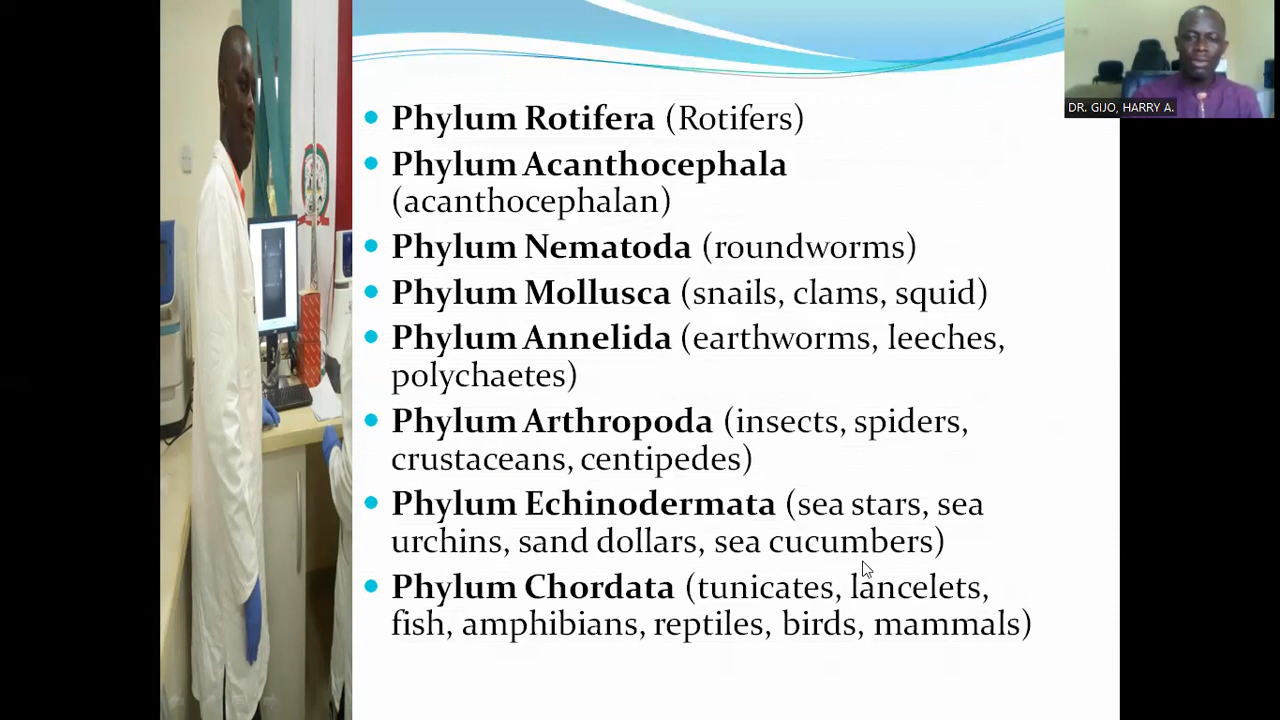 Phylum Rotifera (Rotifers)
Phylum Acanthocephala
(acanthocephalan)
Phylum Nematoda (roundworms)
Phylum Mollusca (snails, clams, squid)
Phylum Annelida (earthworms, leeches,
polychaetes)
Phylum Arthropoda (insects, spiders,
crustaceans, centipedes)
Phylum Echinodermata (sea stars, sea
urchins, sand dollars, sea cucumbers)
Phylum Chordata (tunicates, lancelets,
fish, amphibians, reptiles, birds, mammals)
DR. GIJO, HARRY A.